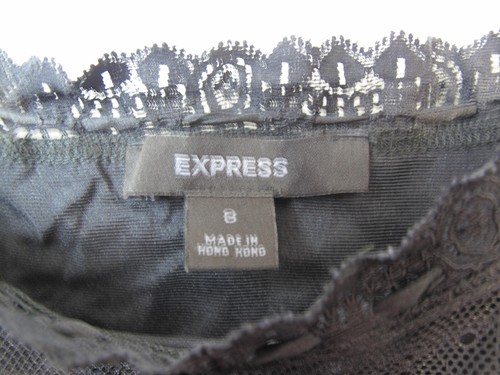 EXPRESS
8
MADE IN
HONG KONG